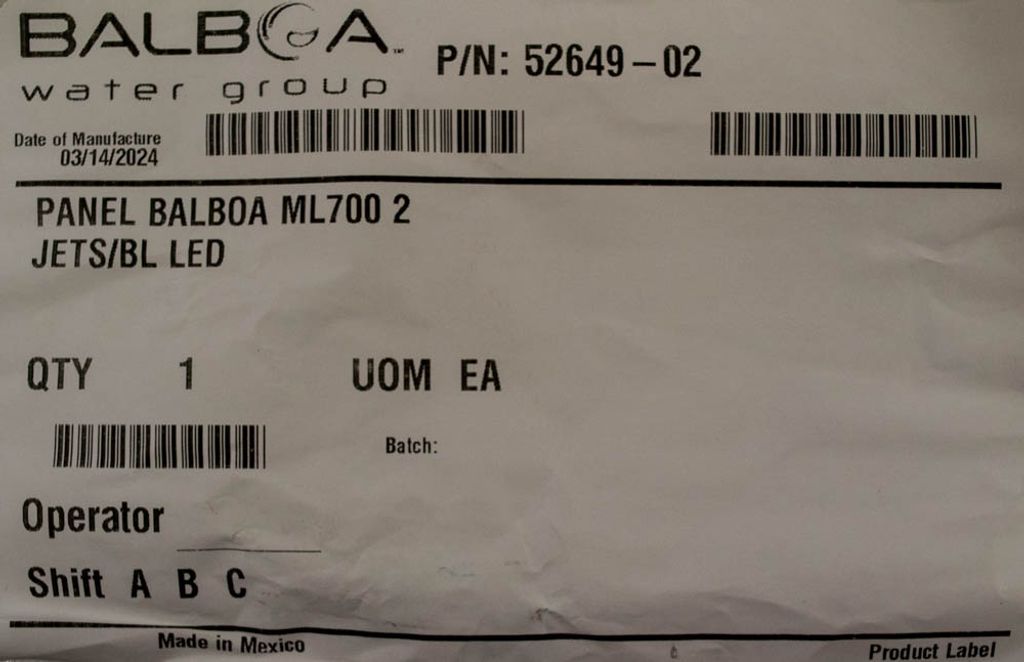 BALBOA™ P/N: 52649-02
water group
Date of Manufacture
03/14/2024
PANEL BALBOA ML700 2
JETS/BL LED
QTY 1 UOM EA
Batch:
Operator
Shift A B C
Made in Mexico Product Label